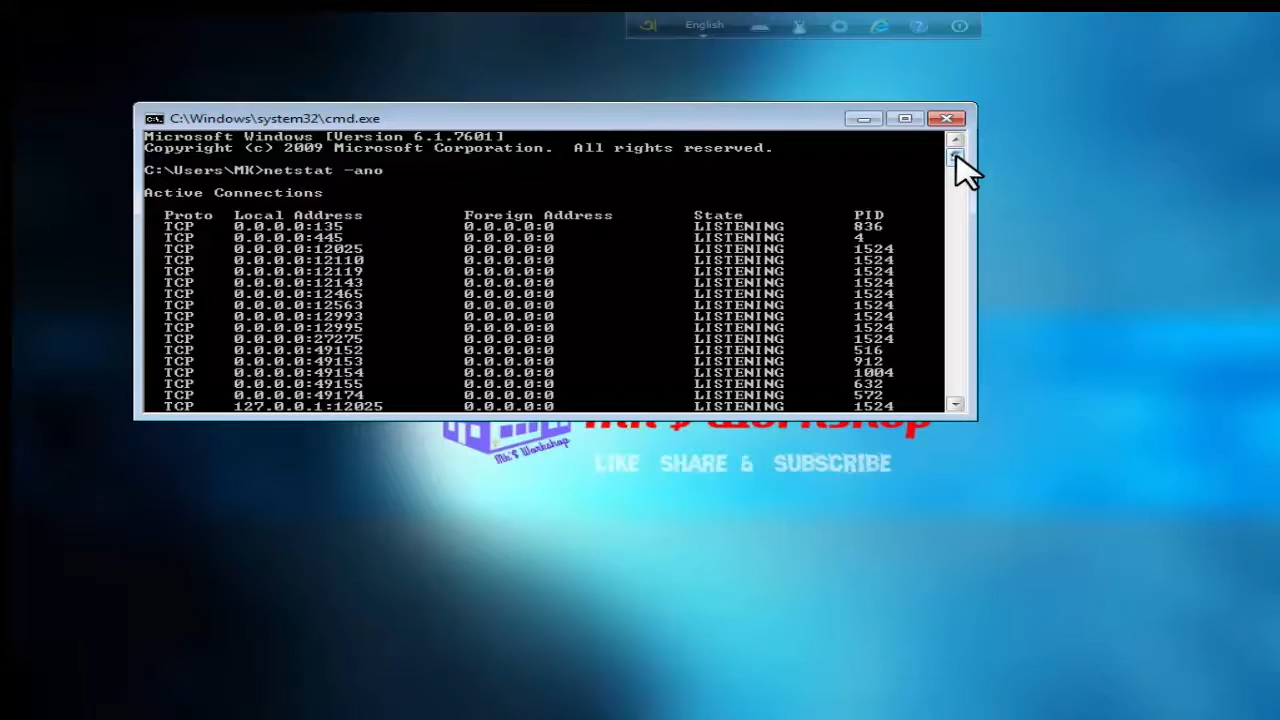 English
C:\Windows\system32\cmd.exe
Microsoft Windows [Version 6.1.7601]
Copyright (c) 2009 Microsoft Corporation.  All rights reserved.
C:\Users\MK>netstat -ano
Active Connections
Proto  Local Address  Foreign Address  State  PID
TCP  0.0.0.0:135  0.0.0.0:0  LISTENING  836
TCP  0.0.0.0:445  0.0.0.0:0  LISTENING  4
TCP  0.0.0.0:12025  0.0.0.0:0  LISTENING  1524
TCP  0.0.0.0:12110  0.0.0.0:0  LISTENING  1524
TCP  0.0.0.0:12119  0.0.0.0:0  LISTENING  1524
TCP  0.0.0.0:12143  0.0.0.0:0  LISTENING  1524
TCP  0.0.0.0:12465  0.0.0.0:0  LISTENING  1524
TCP  0.0.0.0:12563  0.0.0.0:0  LISTENING  1524
TCP  0.0.0.0:12993  0.0.0.0:0  LISTENING  1524
TCP  0.0.0.0:12995  0.0.0.0:0  LISTENING  1524
TCP  0.0.0.0:27275  0.0.0.0:0  LISTENING  1524
TCP  0.0.0.0:49152  0.0.0.0:0  LISTENING  516
TCP  0.0.0.0:49153  0.0.0.0:0  LISTENING  912
TCP  0.0.0.0:49154  0.0.0.0:0  LISTENING  1004
TCP  0.0.0.0:49155  0.0.0.0:0  LISTENING  632
TCP  0.0.0.0:49174  0.0.0.0:0  LISTENING  572
TCP  127.0.0.1:12025  0.0.0.0:0  LISTENING  1524
MK'$ Workshop
Mk'$ Workshop
LIKE SHARE & SUBSCRIBE